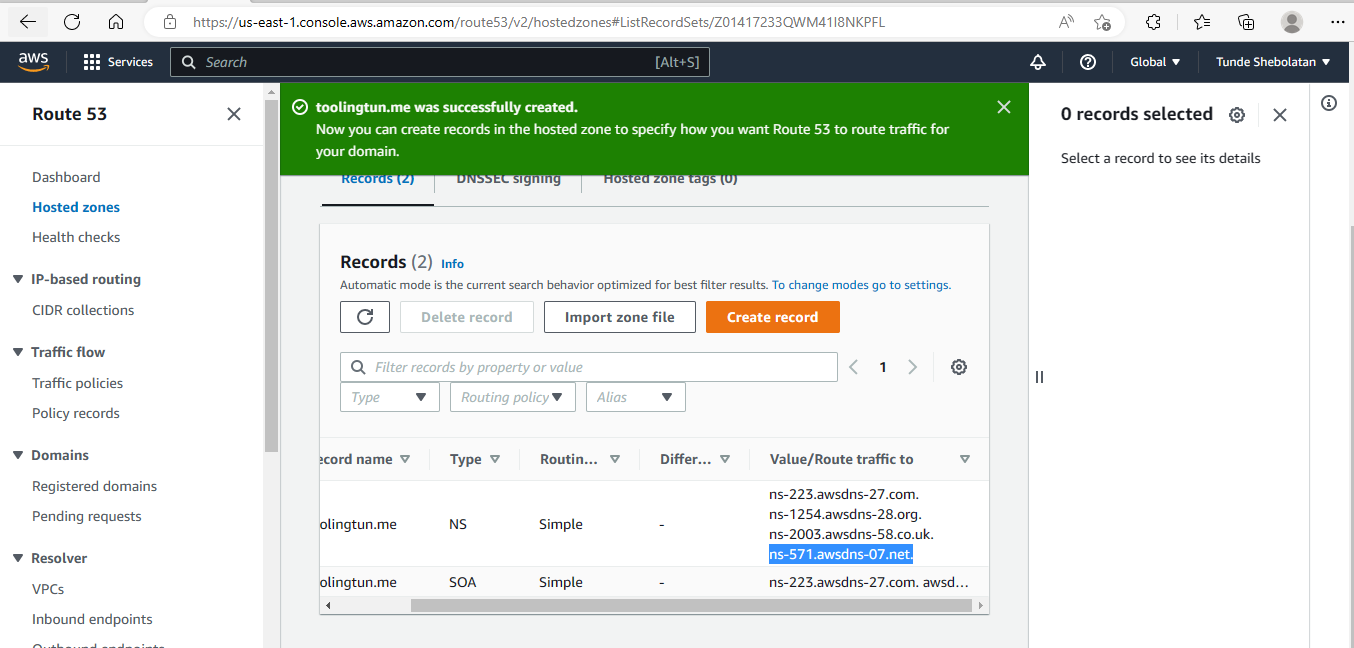 https://us-east-1.console.aws.amazon.com/route53/v2/hostedzones#ListRecordSets/Z01417233QWM41I8NKPFL
aws
Services
Search
[Alt+S]
Global
Tunde Shebolatan
Route 53
Dashboard
Hosted zones
Health checks
IP-based routing
CIDR collections
Traffic flow
Traffic policies
Policy records
Domains
Registered domains
Pending requests
Resolver
VPCs
Inbound endpoints
Outbound endpoints
toolingtun.me was successfully created.
Now you can create records in the hosted zone to specify how you want Route 53 to route traffic for
your domain.
Records (2)
DNSSEC signing
Hosted zone tags (0)
Records (2) Info
Automatic mode is the current search behavior optimized for best filter results. To change modes go to settings.
Delete record
Import zone file
Create record
Filter records by property or value
1
Type
Routing policy
Alias
ecord name Type Routin... Differ... Value/Route traffic to
olingtun.me NS Simple - ns-223.awsdns-27.com.
ns-1254.awsdns-28.org.
ns-2003.awsdns-58.co.uk.
ns-571.awsdns-07.net.
olingtun.me SOA Simple - ns-223.awsdns-27.com. awsd...
0 records selected
Select a record to see its details